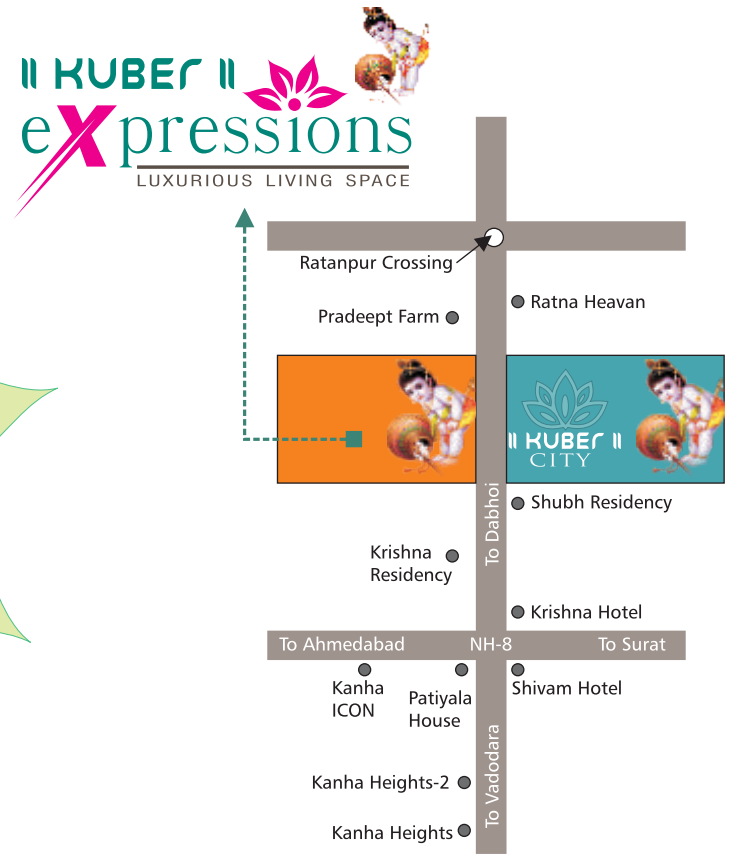 ॥ KUBER ॥
eXpressions
LUXURIOUS LIVING SPACE
Ratanpur Crossing
Ratna Heavan
Pradeept Farm
॥ KUBER ॥
CITY
To Dabhoi
Shubh Residency
Krishna
Residency
Krishna Hotel
To Ahmedabad NH-8 To Surat
Kanha
ICON
Patiyala
House
Shivam Hotel
To Vadodara
Kanha Heights-2
Kanha Heights